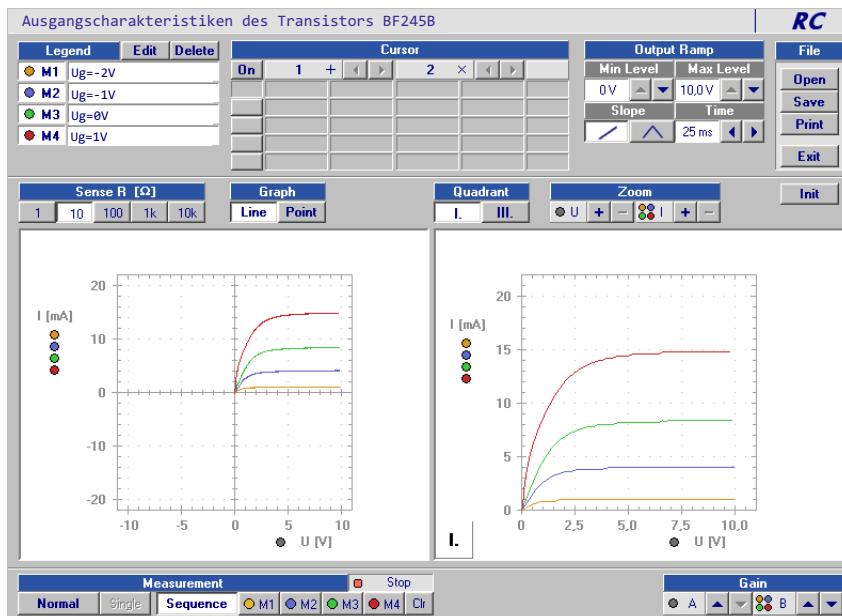 Ausgangscharakteristiken des Transistors BF245B
RC
Legend Edit Delete
M1 Ug=-2V
M2 Ug=-1V
M3 Ug=0V
M4 Ug=1V
Cursor
On 1 + 2 ×
Output Ramp
Min Level Max Level
0 V 10,0 V
Slope Time
25 ms
File
Open
Save
Print
Exit
Init
Sense R [Ω]
1 10 100 1k 10k
Graph
Line Point
Quadrant
I. III.
Zoom
U + − I + −
20
I [mA]
10
0
-10
-20
-10 -5 0 5 10
U [V]
20
I [mA]
15
10
5
0
0 2,5 5,0 7,5 10,0
I.
U [V]
Measurement
Stop
Normal Single Sequence M1 M2 M3 M4 Clr
Gain
A B